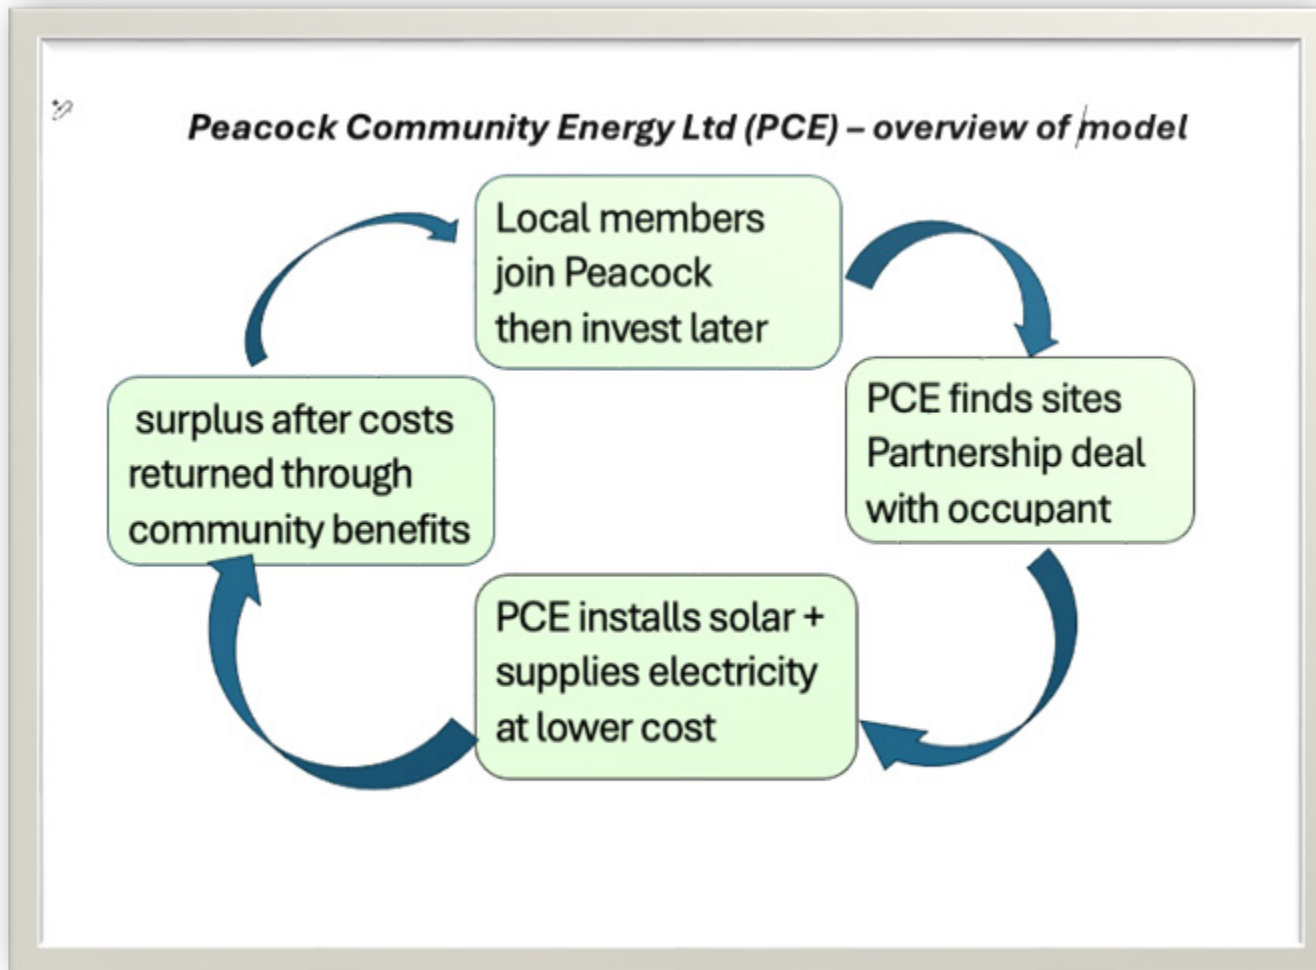 Peacock Community Energy Ltd (PCE) – overview of model
Local members
join Peacock
then invest later
PCE finds sites
Partnership deal
with occupant
PCE installs solar +
supplies electricity
at lower cost
surplus after costs
returned through
community benefits